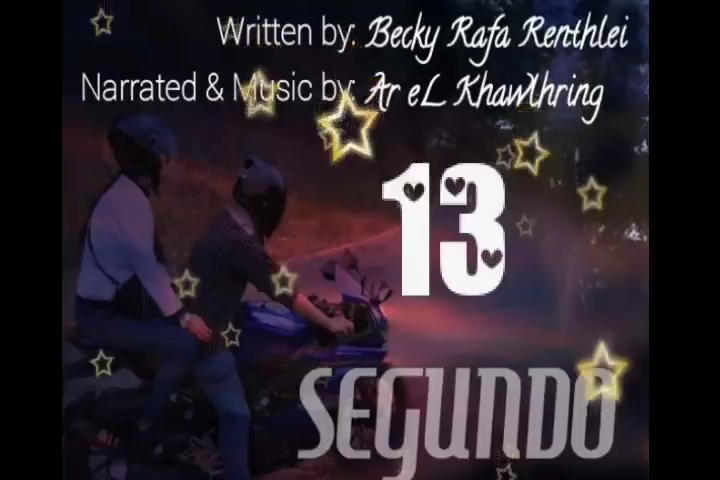 Written by: Becky Rafa Renthlei
Narrated & Music by: Ar eL Khawlhring
13
SEGUNDO